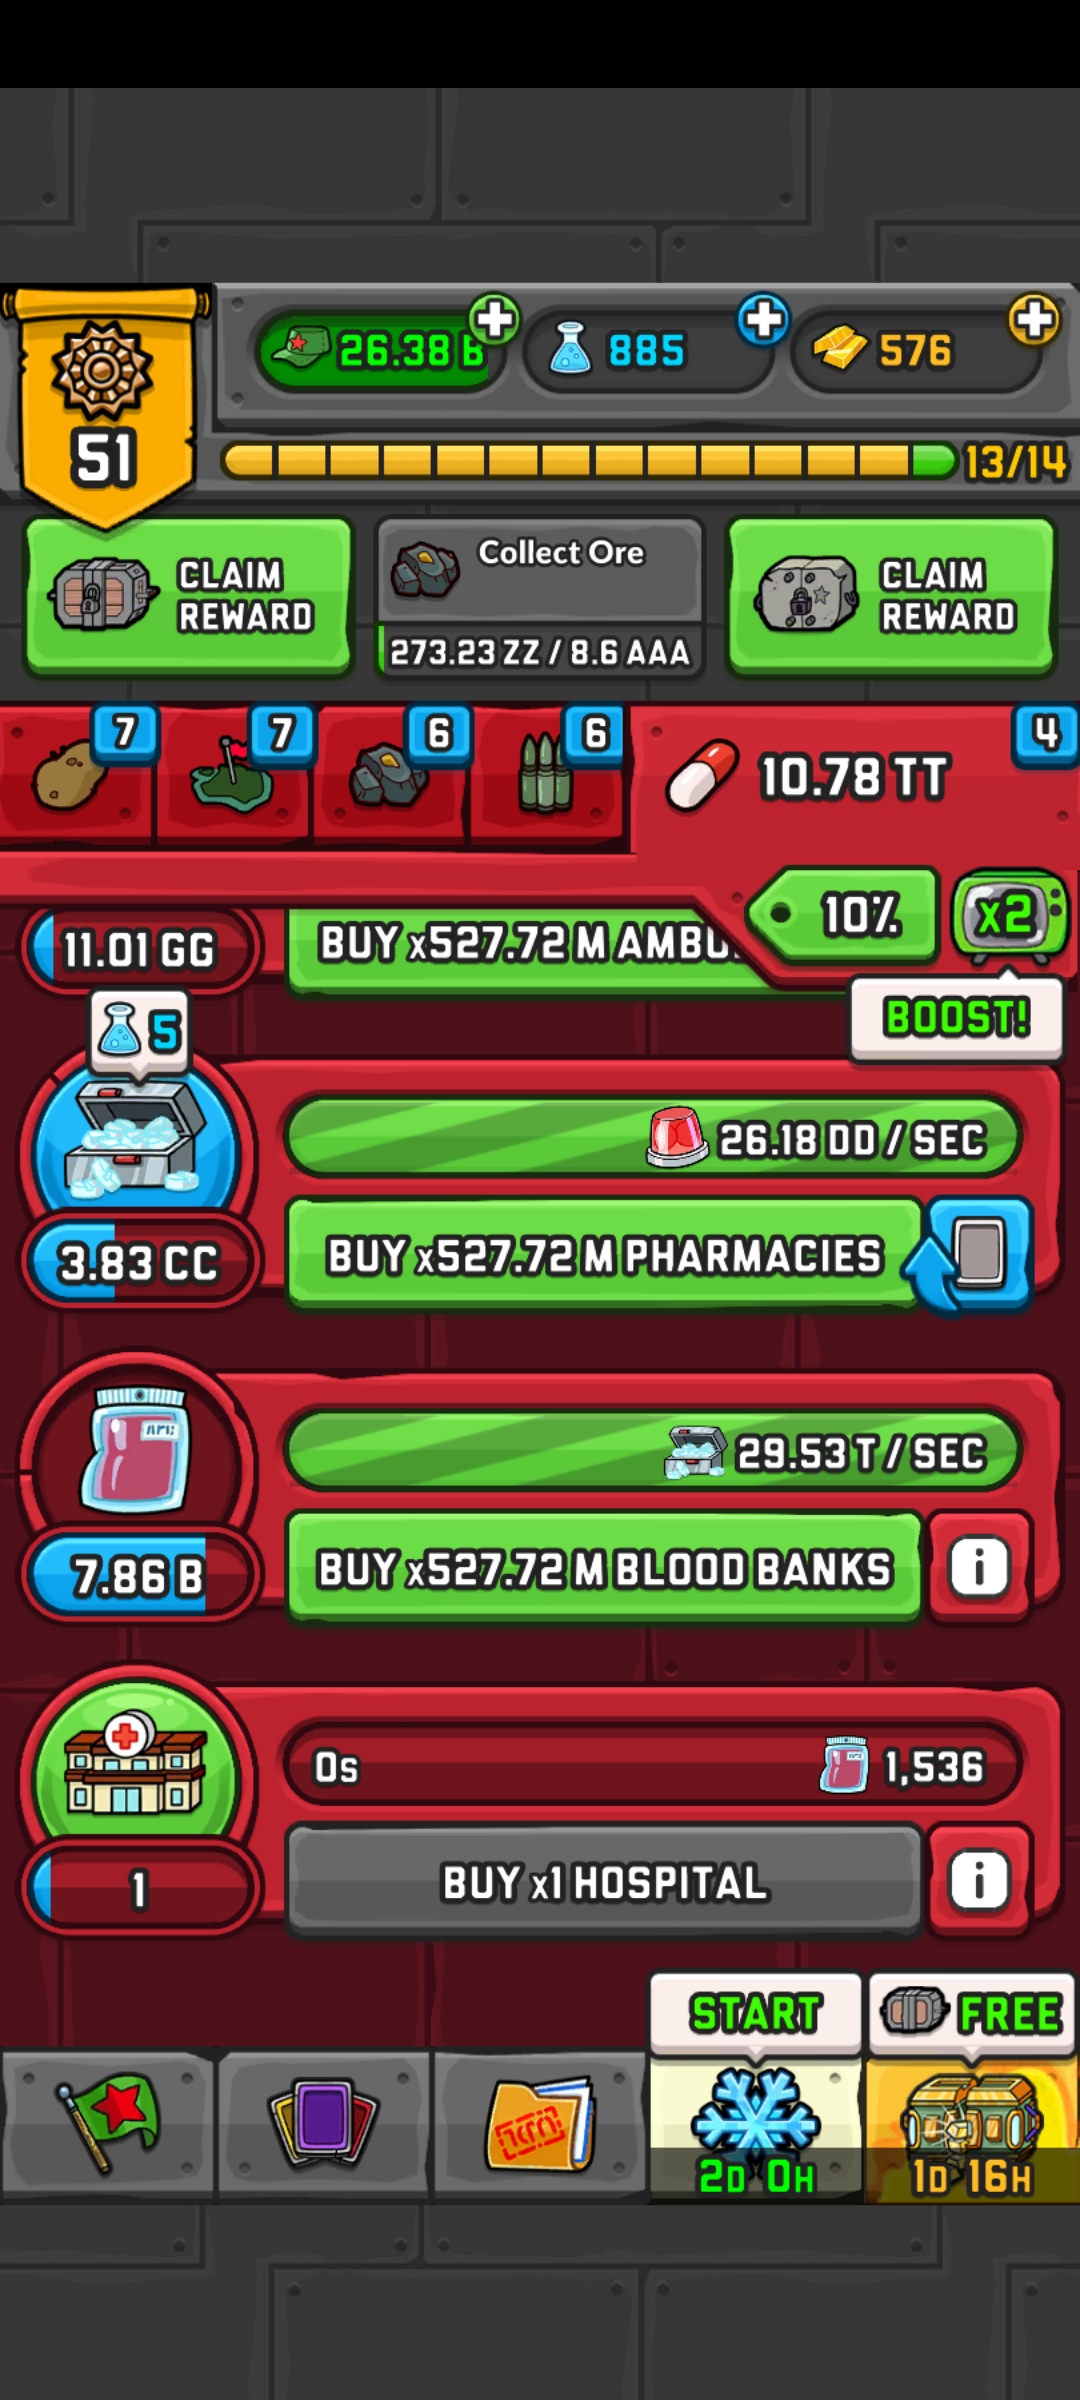 26.38 B
885
576
51
13/14
CLAIM
REWARD
Collect Ore
273.23 ZZ / 8.6 AAA
CLAIM
REWARD
7
7
6
6
10.78 TT
4
10%
x2
11.01 GG
BUY x527.72 M AMBU
BOOST!
5
26.18 DD / SEC
3.83 CC
BUY x527.72 M PHARMACIES
29.53 T / SEC
7.86 B
BUY x527.72 M BLOOD BANKS
i
0s
1,536
1
BUY x1 HOSPITAL
i
START
FREE
2D 0H
1D 16H